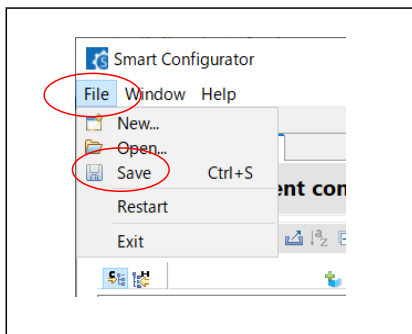 Smart Configurator
File Window Help
New...
Open...
Save Ctrl+S
ent con
Restart
Exit